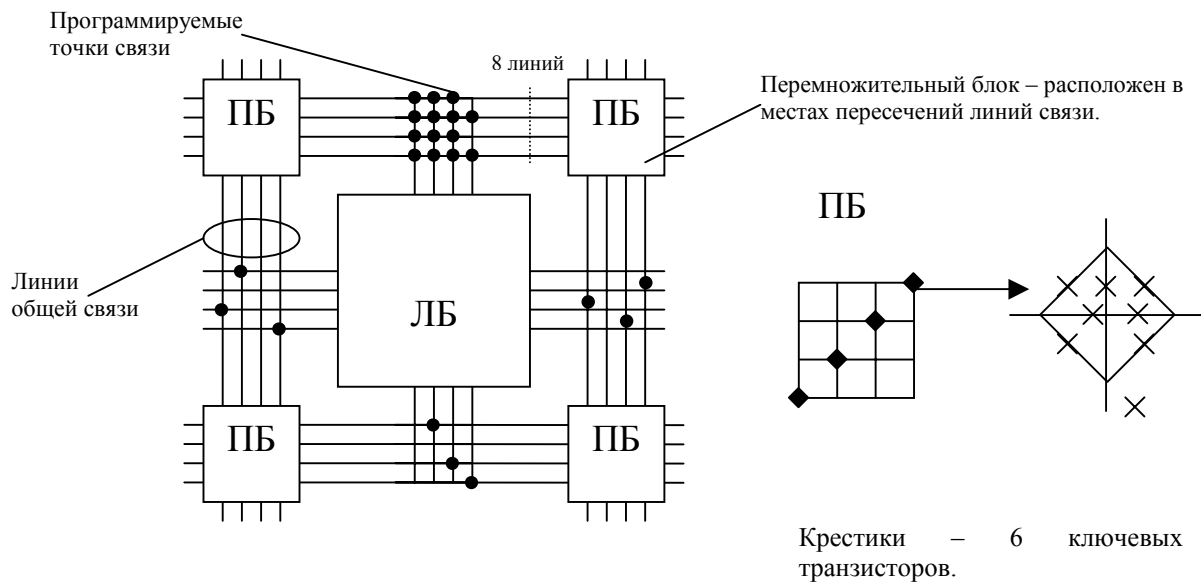 Программируемые
точки связи
8 линий
ПБ
ПБ
Перемножительный блок – расположен в
местах пересечений линий связи.
ПБ
Линии
общей связи
ЛБ
ПБ
ПБ
Крестики – 6 ключевых
транзисторов.